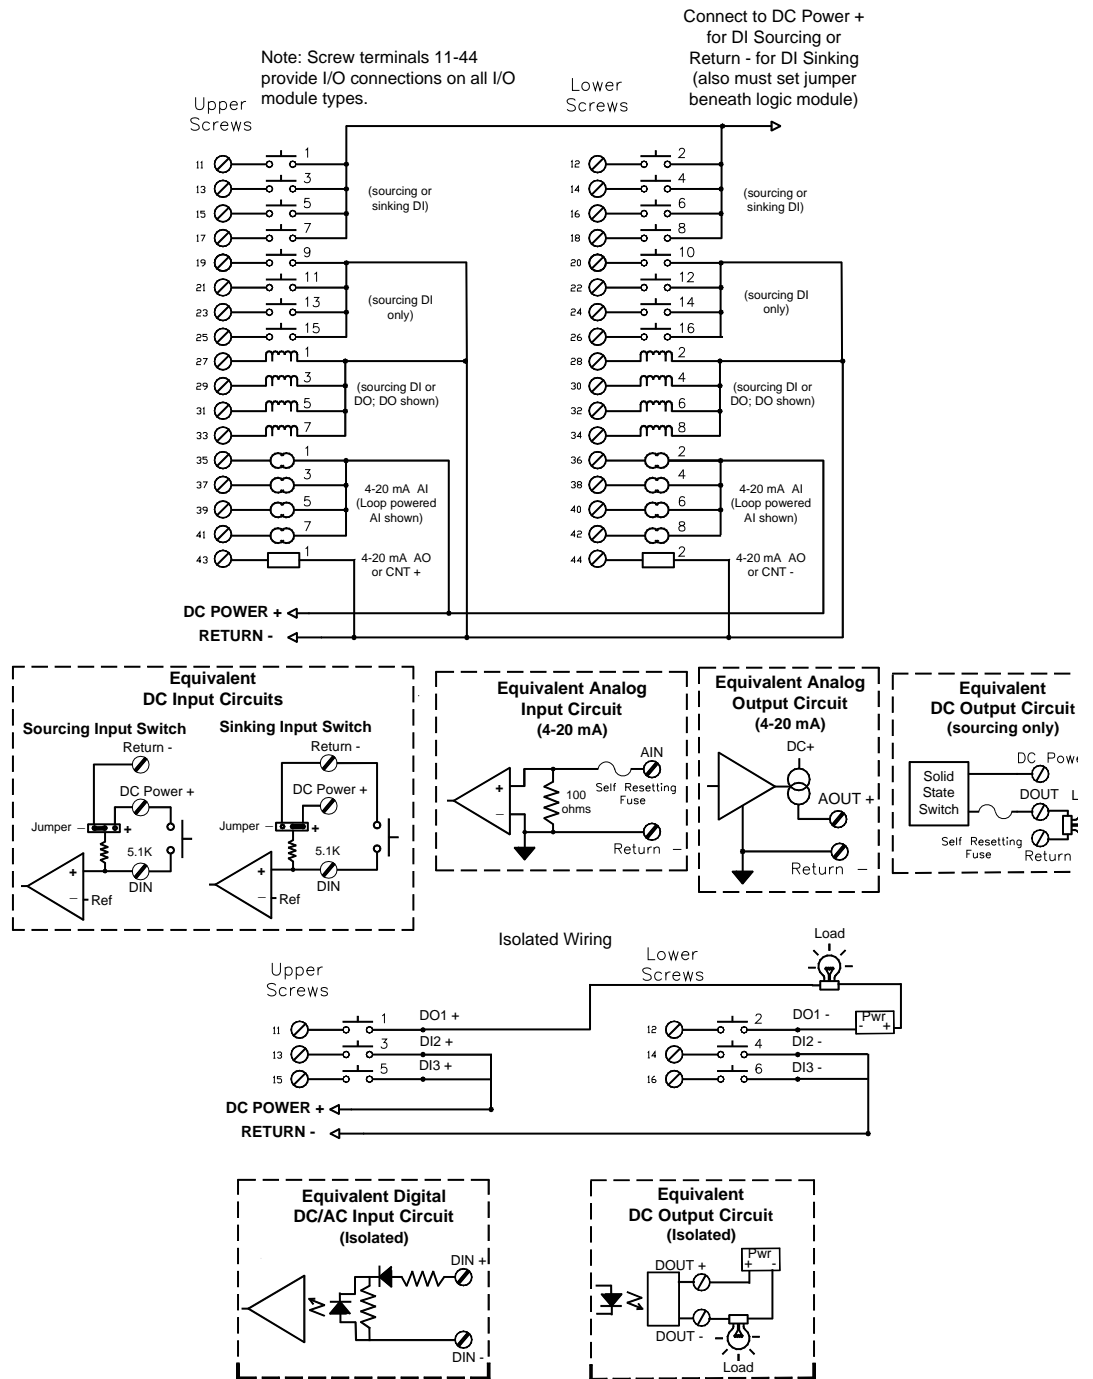 Connect to DC Power +
for DI Sourcing or
Return - for DI Sinking
(also must set jumper
beneath logic module)
Note: Screw terminals 11-44
provide I/O connections on all I/O
module types.
Upper
Screws
Lower
Screws
11 1
13 3
15 5
17 7
(sourcing or
sinking DI)
19 9
21 11
23 13
25 15
(sourcing DI
only)
27 1
29 3
31 5
33 7
(sourcing DI or
DO; DO shown)
35 1
37 3
39 5
41 7
4-20 mA AI
(Loop powered
AI shown)
43 1
4-20 mA AO
or CNT +
12 2
14 4
16 6
18 8
(sourcing or
sinking DI)
20 10
22 12
24 14
26 16
(sourcing DI
only)
28 2
30 4
32 6
34 8
(sourcing DI or
DO; DO shown)
36 2
38 4
40 6
42 8
4-20 mA AI
(Loop powered
AI shown)
44 2
4-20 mA AO
or CNT -
DC POWER +
RETURN -
Equivalent
DC Input Circuits
Sourcing Input Switch
Return -
DC Power +
Jumper - +
5.1K
+
DIN
- Ref
Sinking Input Switch
Return -
DC Power +
Jumper - +
5.1K
+
DIN
- Ref
Equivalent Analog
Input Circuit
(4-20 mA)
AIN
+
100
ohms
Self Resetting
Fuse
-
Return -
Equivalent Analog
Output Circuit
(4-20 mA)
DC+
AOUT +
Return -
Equivalent
DC Output Circuit
(sourcing only)
Solid
State
Switch
DC Powe
DOUT L
Self Resetting
Fuse
Return
Isolated Wiring
Upper
Screws
Lower
Screws
Load
11 1 DO1 +
13 3 DI2 +
15 5 DI3 +
12 2 DO1 -
Pwr
- +
14 4 DI2 -
16 6 DI3 -
DC POWER +
RETURN -
Equivalent Digital
DC/AC Input Circuit
(Isolated)
DIN +
DIN -
Equivalent
DC Output Circuit
(Isolated)
Pwr
+ -
DOUT +
DOUT -
Load